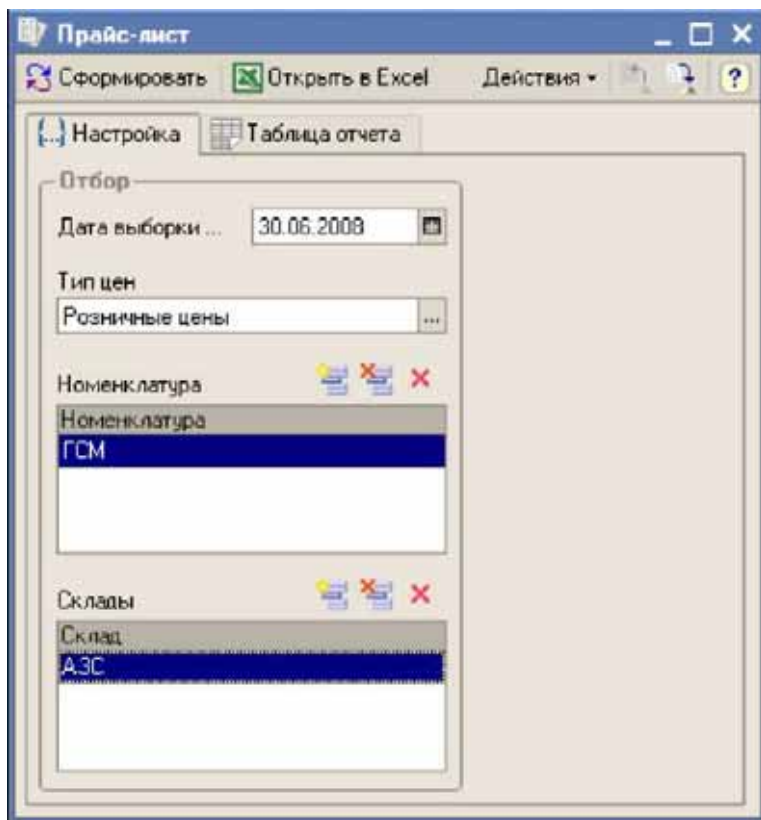 Прайс-лист
Сформировать Открыть в Excel Действия
Настройка Таблица отчета
Отбор
Дата выборки ... 30.06.2008
Тип цен
Розничные цены ...
Номенклатура
Номенклатура
ГСМ
Склады
Склад
АЗС